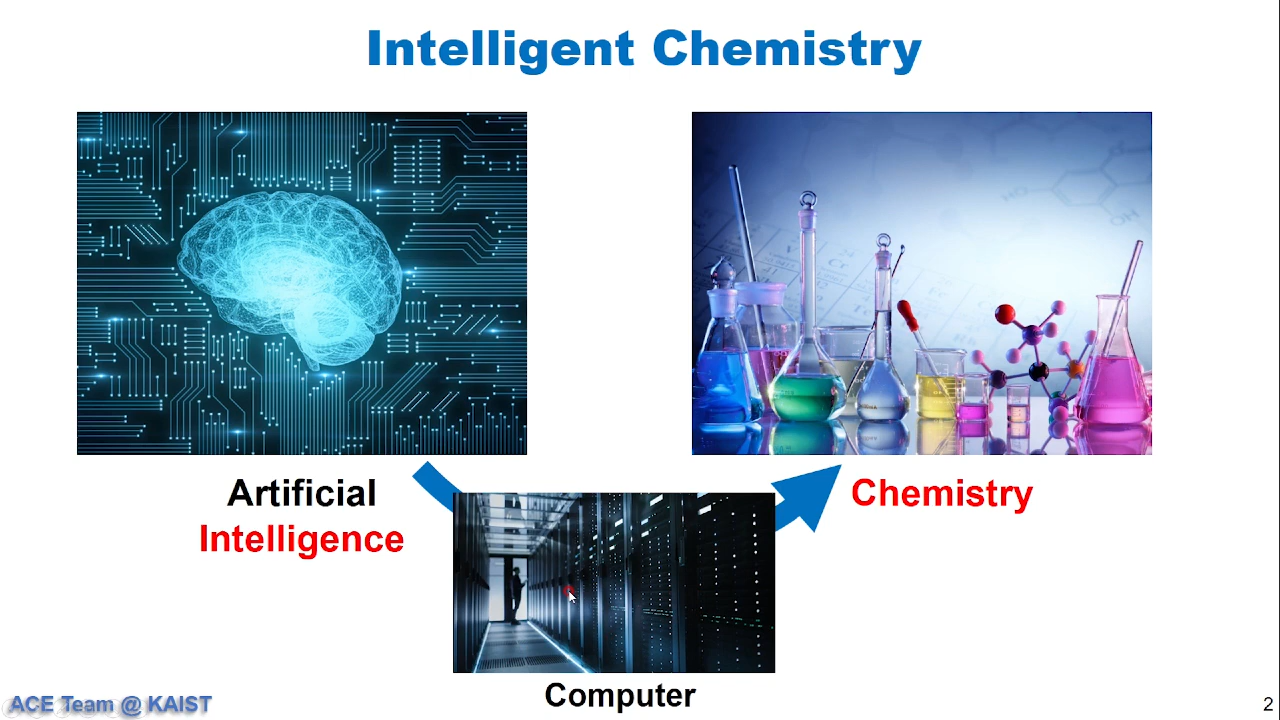 Intelligent Chemistry
Artificial
Intelligence
Chemistry
Computer
ACE Team @ KAIST
2